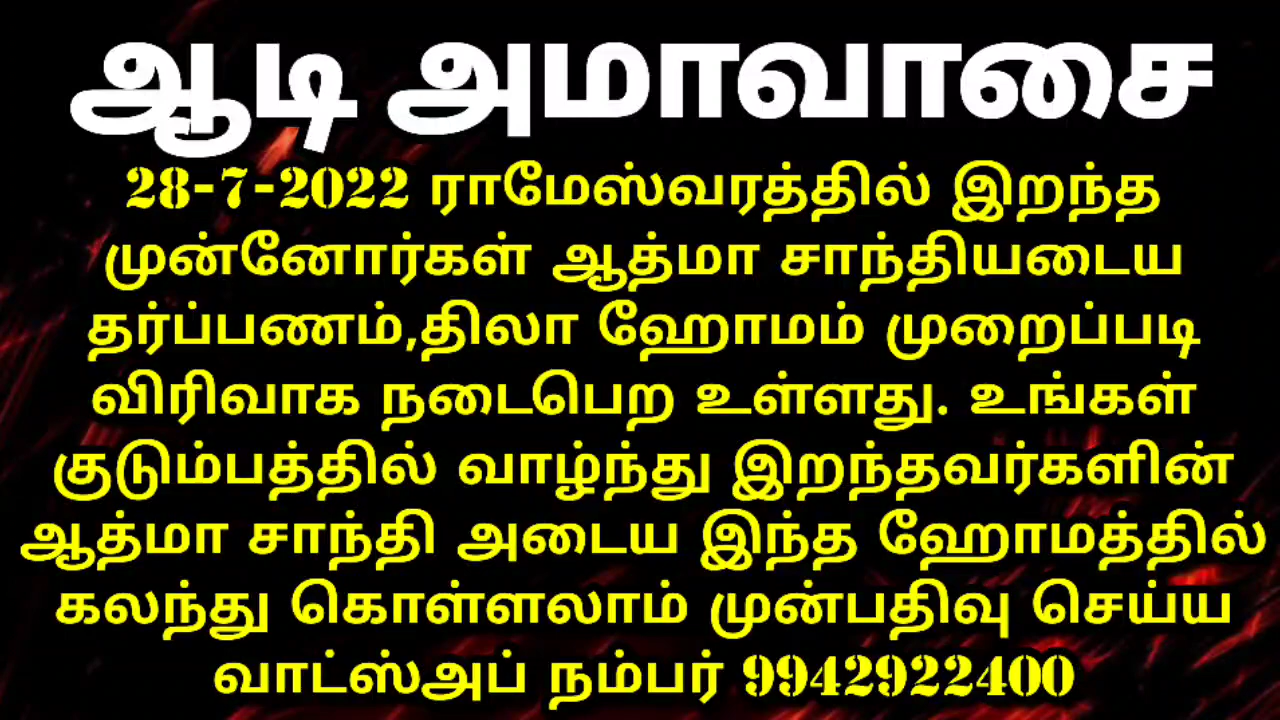 ஆடி அமாவாசை
28-7-2022 ராமேஸ்வரத்தில் இறந்த
முன்னோர்கள் ஆத்மா சாந்தியடைய
தர்ப்பணம்,திலா ஹோமம் முறைப்படி
விரிவாக நடைபெற உள்ளது. உங்கள்
குடும்பத்தில் வாழ்ந்து இறந்தவர்களின்
ஆத்மா சாந்தி அடைய இந்த ஹோமத்தில்
கலந்து கொள்ளலாம் முன்பதிவு செய்ய
வாட்ஸ்அப் நம்பர் 9942922400